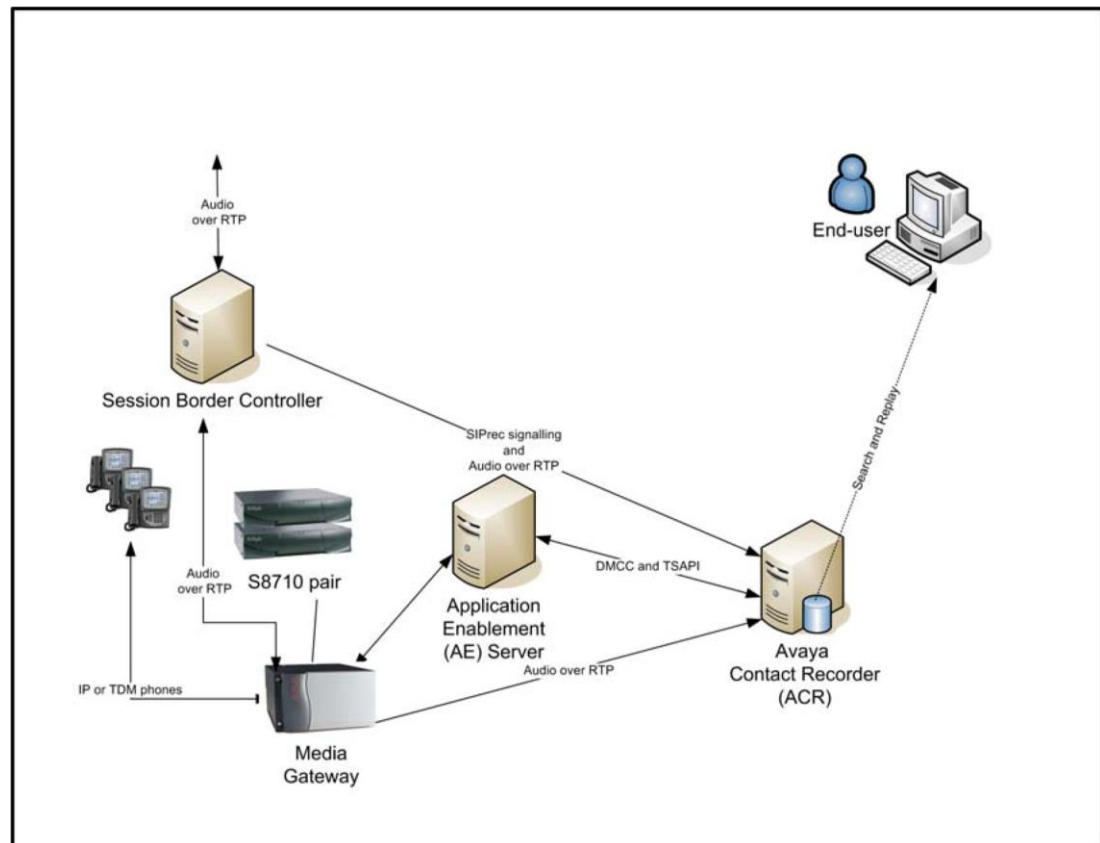 Audio
over RTP
End-user
Session Border Controller
SIPrec signalling
and
Audio over RTP
Search and Replay
Audio
over RTP
S8710 pair
DMCC and TSAPI
Application
Enablement
(AE) Server
Avaya
Contact Recorder
(ACR)
Audio over RTP
IP or TDM phones
Media
Gateway